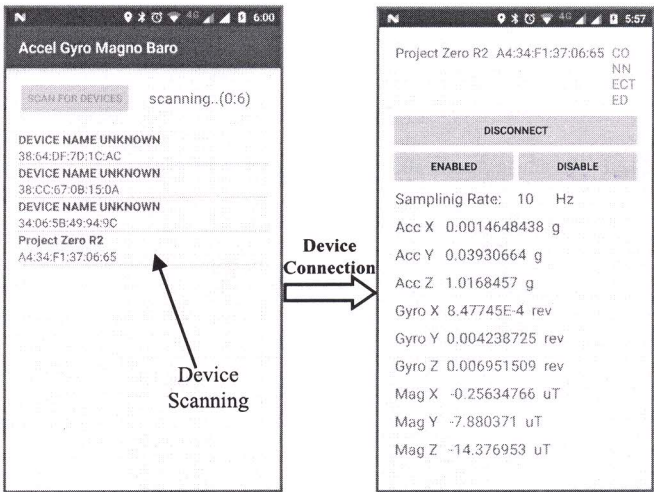 4G 6:00
Accel Gyro Magno Baro
SCAN FOR DEVICES scanning..(0:6)
DEVICE NAME UNKNOWN
38:64:DF:7D:1C:AC
DEVICE NAME UNKNOWN
38:CC:67:0B:15:0A
DEVICE NAME UNKNOWN
34:06:5B:49:94:9C
Project Zero R2
A4:34:F1:37:06:65
Device
Scanning
Device
Connection
4G 5:57
Project Zero R2 A4:34:F1:37:06:65 CO
NN
ECT
ED
DISCONNECT
ENABLED DISABLE
Samplinig Rate: 10 Hz
Acc X 0.0014648438 g
Acc Y 0.03930664 g
Acc Z 1.0168457 g
Gyro X 8.47745E-4 rev
Gyro Y 0.004238725 rev
Gyro Z 0.006951509 rev
Mag X -0.25634766 uT
Mag Y -7.880371 uT
Mag Z -14.376953 uT